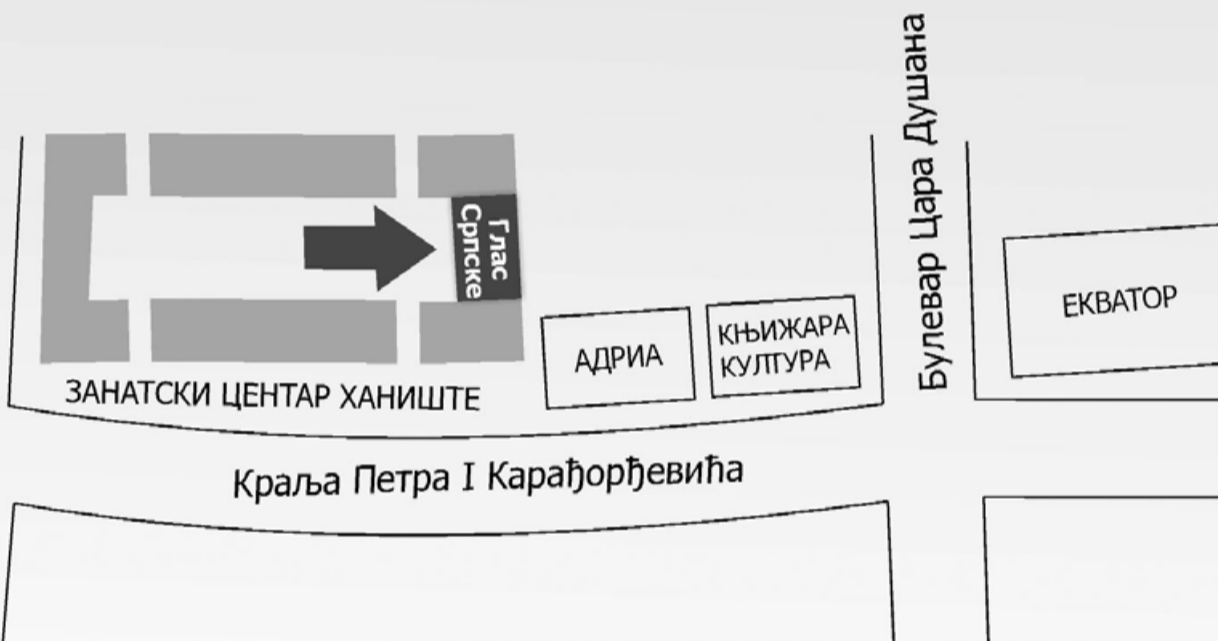 Булевар Цара Душана
Глас
Српске
ЕКВАТОР
КЊИЖАРА
КУЛТУРА
АДРИА
ЗАНАТСКИ ЦЕНТАР ХАНИШТЕ
Краља Петра I Карађорђевића